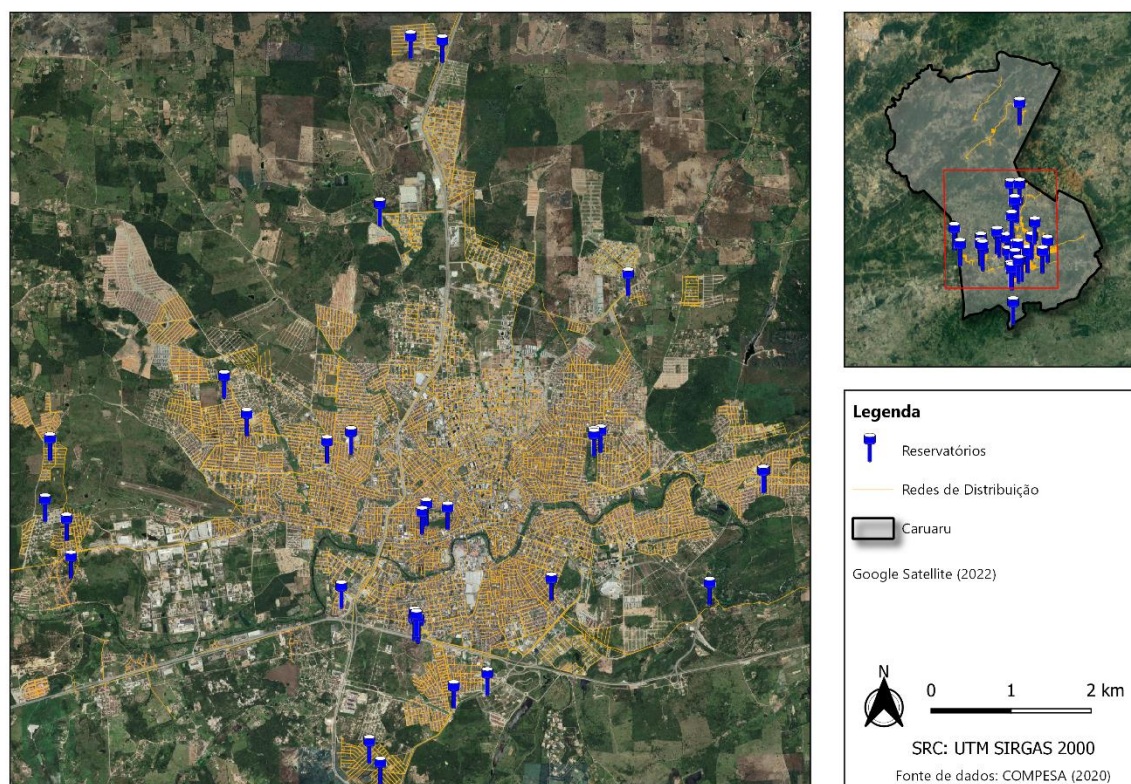 Legenda
Reservatórios
Redes de Distribuição
Caruaru
Google Satellite (2022)
N
0 1 2 km
SRC: UTM SIRGAS 2000
Fonte de dados: COMPESA (2020)